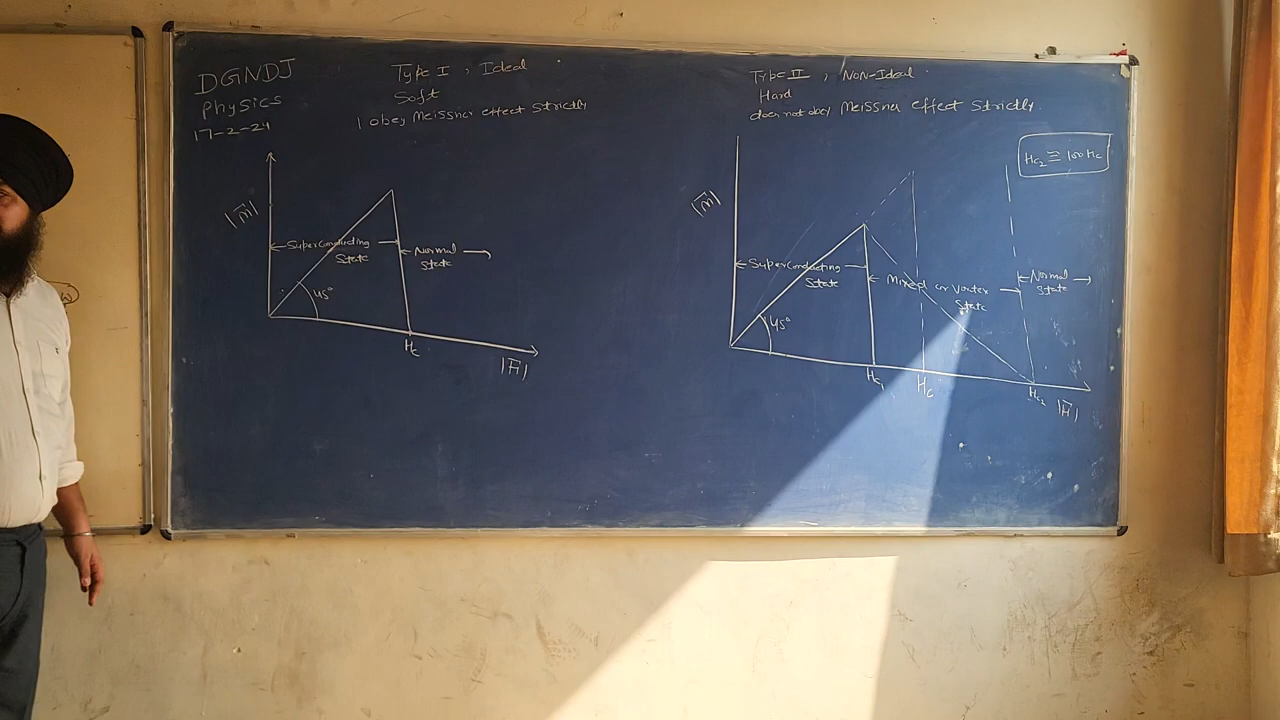 DGNDJ
Physics
17-2-24
Type I, Ideal
Soft
obey Meissner effect Strictly
|M̄|
←Superconducting→
State
←Normal→
State
45°
Hc
|H̄|
Type II, Non-Ideal
Hard
does not obey Meissner effect Strictly.
Hc2 ≡ 100Hc
|M̄|
←Superconducting→
State
←Mixed or Vortex→
State
←Normal→
State
45°
Hc1
Hc
Hc2
|H̄|